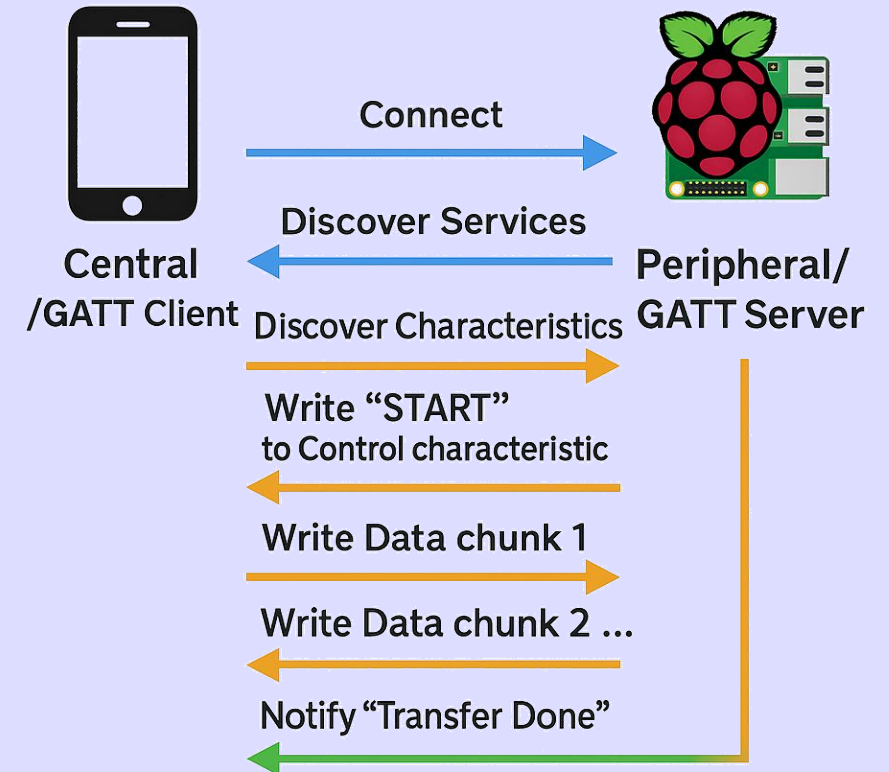 Connect
Discover Services
Central
/GATT Client
Peripheral/
GATT Server
Discover Characteristics
Write “START”
to Control characteristic
Write Data chunk 1
Write Data chunk 2 ...
Notify “Transfer Done”